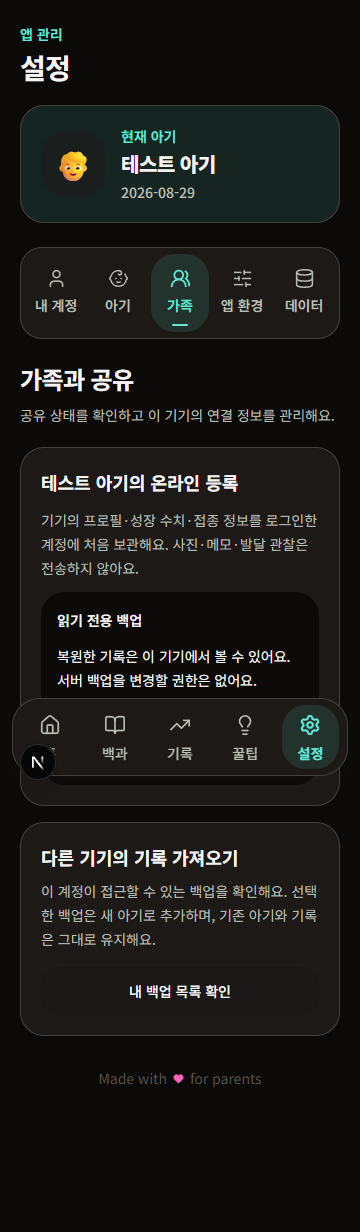 앱 관리
설정
현재 아기
테스트 아기
2026-08-29
내 계정 아기 가족 앱 환경 데이터
가족과 공유
공유 상태를 확인하고 이 기기의 연결 정보를 관리해요.
테스트 아기의 온라인 등록
기기의 프로필·성장 수치·접종 정보를 로그인한
계정에 처음 보관해요. 사진·메모·발달 관찰은
전송하지 않아요.
읽기 전용 백업
복원한 기록은 이 기기에서 볼 수 있어요.
서버 백업을 변경할 권한은 없어요.
백과 기록 꿀팁 설정
N
다른 기기의 기록 가져오기
이 계정이 접근할 수 있는 백업을 확인해요. 선택
한 백업은 새 아기로 추가하며, 기존 아기와 기록
은 그대로 유지해요.
내 백업 목록 확인
Made with for parents